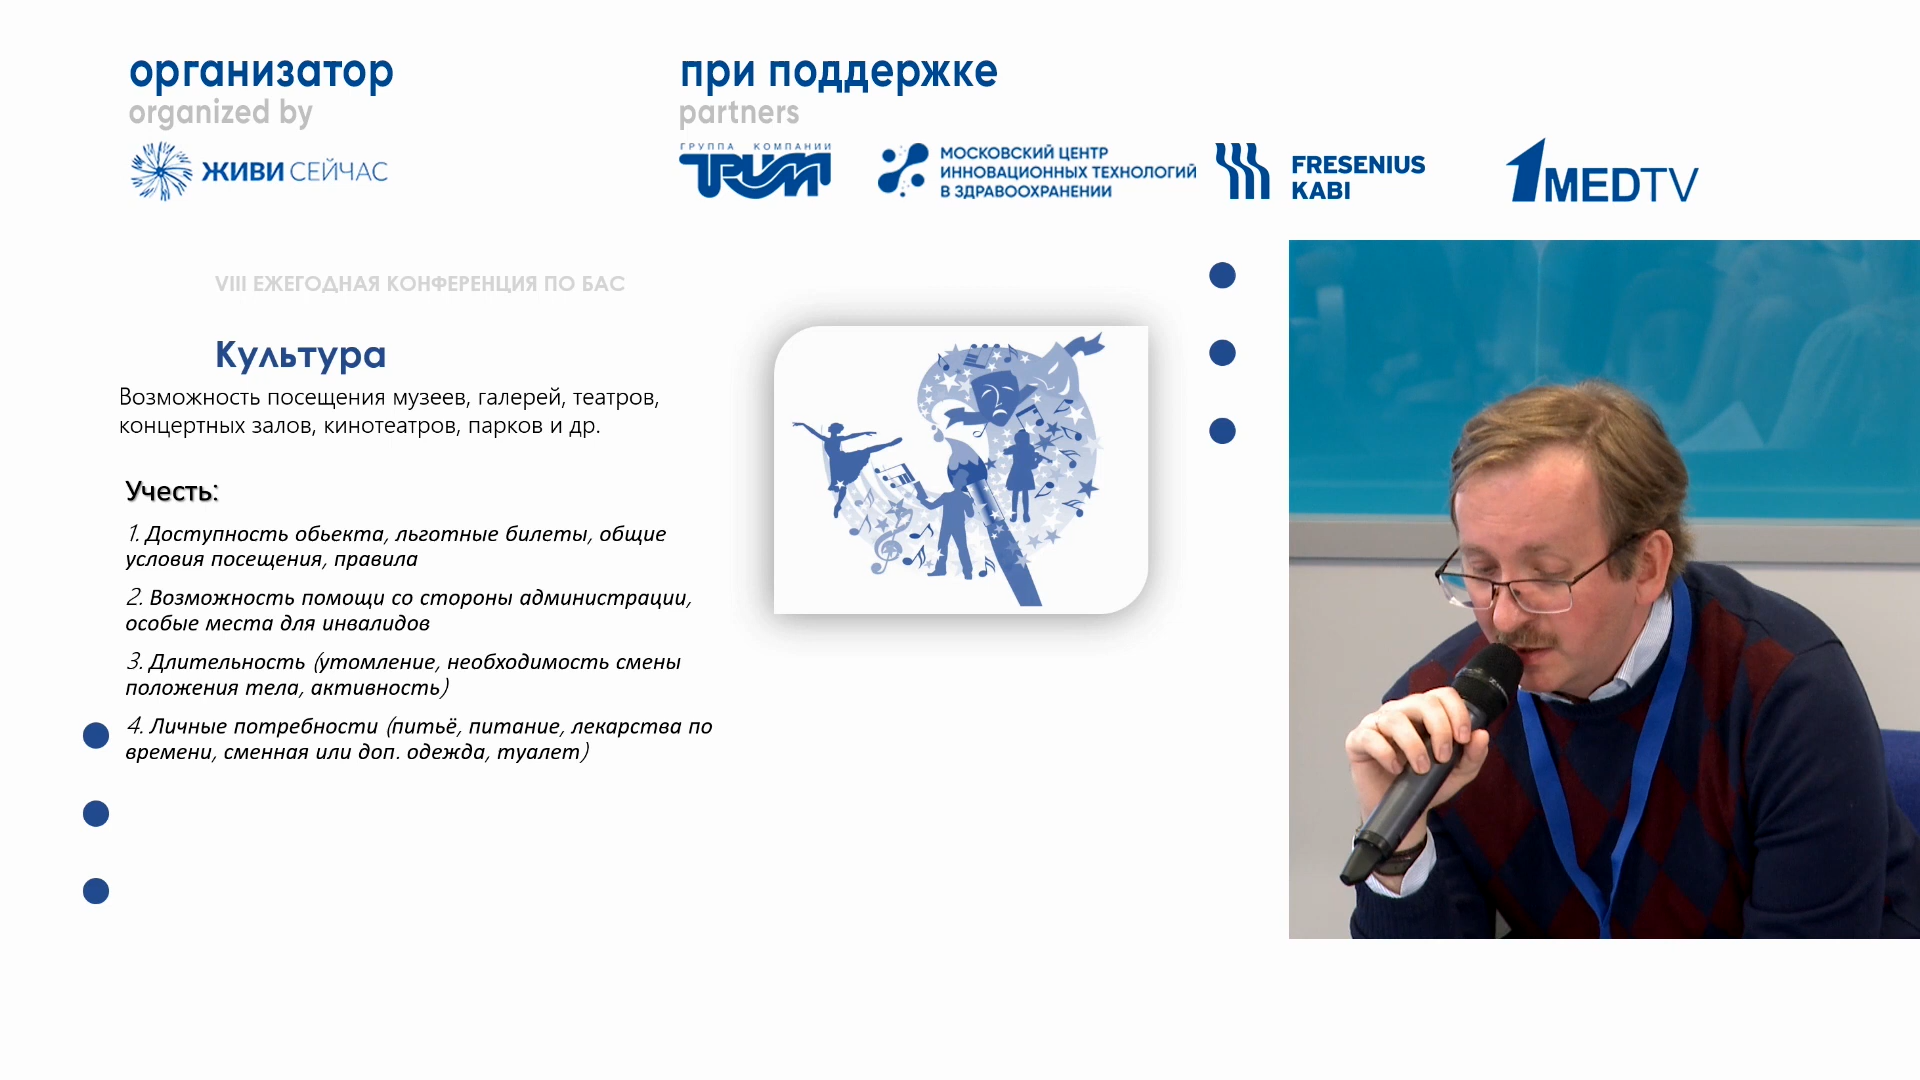 организатор
organized by
ЖИВИ СЕЙЧАС
при поддержке
partners
ГРУППА КОМПАНИИ
ТРИМ
МОСКОВСКИЙ ЦЕНТР
ИННОВАЦИОННЫХ ТЕХНОЛОГИЙ
В ЗДРАВООХРАНЕНИИ
FRESENIUS
KABI
1MEDTV
VIII ЕЖЕГОДНАЯ КОНФЕРЕНЦИЯ ПО БАС
Культура
Возможность посещения музеев, галерей, театров,
концертных залов, кинотеатров, парков и др.
Учесть:
1. Доступность обьекта, льготные билеты, общие
условия посещения, правила
2. Возможность помощи со стороны администрации,
особые места для инвалидов
3. Длительность (утомление, необходимость смены
положения тела, активность)
4. Личные потребности (питьё, питание, лекарства по
времени, сменная или доп. одежда, туалет)